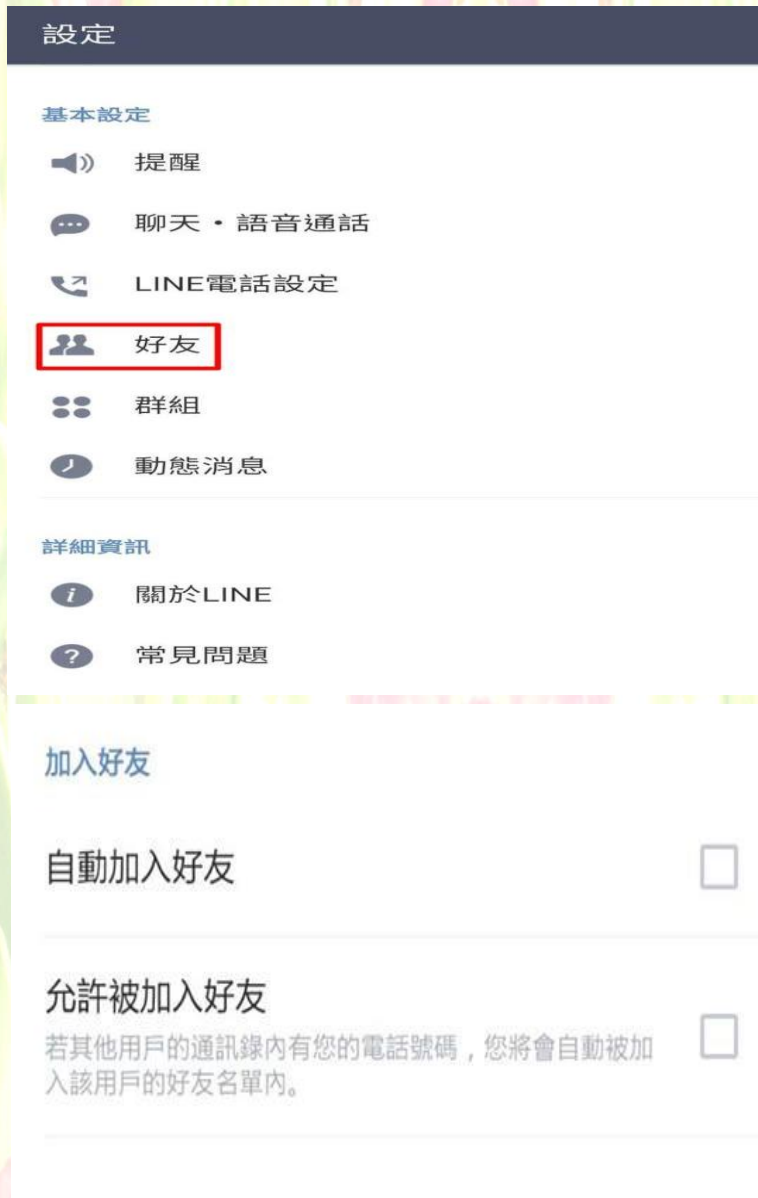 設定
基本設定
提醒
聊天・語音通話
LINE電話設定
好友
群組
動態消息
詳細資訊
關於LINE
常見問題
加入好友
自動加入好友
允許被加入好友
若其他用戶的通訊錄內有您的電話號碼，您將會自動被加
入該用戶的好友名單內。